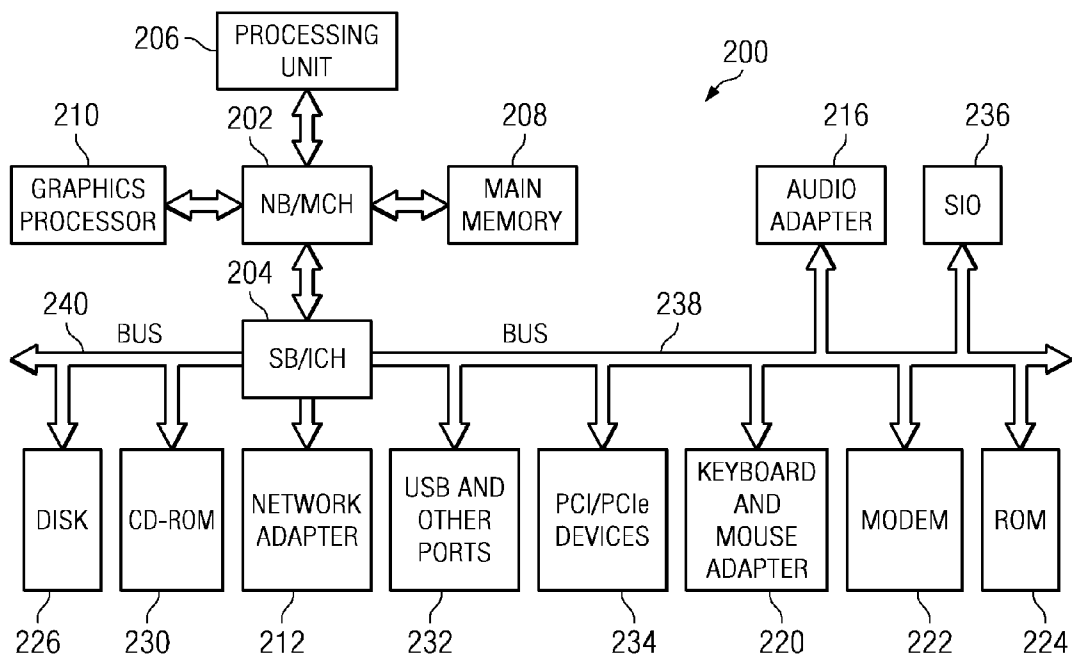 206
PROCESSING
UNIT
200
210
202
208
216
236
GRAPHICS
PROCESSOR
NB/MCH
MAIN
MEMORY
AUDIO
ADAPTER
SIO
204
240
BUS
SB/ICH
BUS
238
DISK
CD-ROM
NETWORK
ADAPTER
USB AND
OTHER
PORTS
PCI/PCIe
DEVICES
KEYBOARD
AND
MOUSE
ADAPTER
MODEM
ROM
226
230
212
232
234
220
222
224